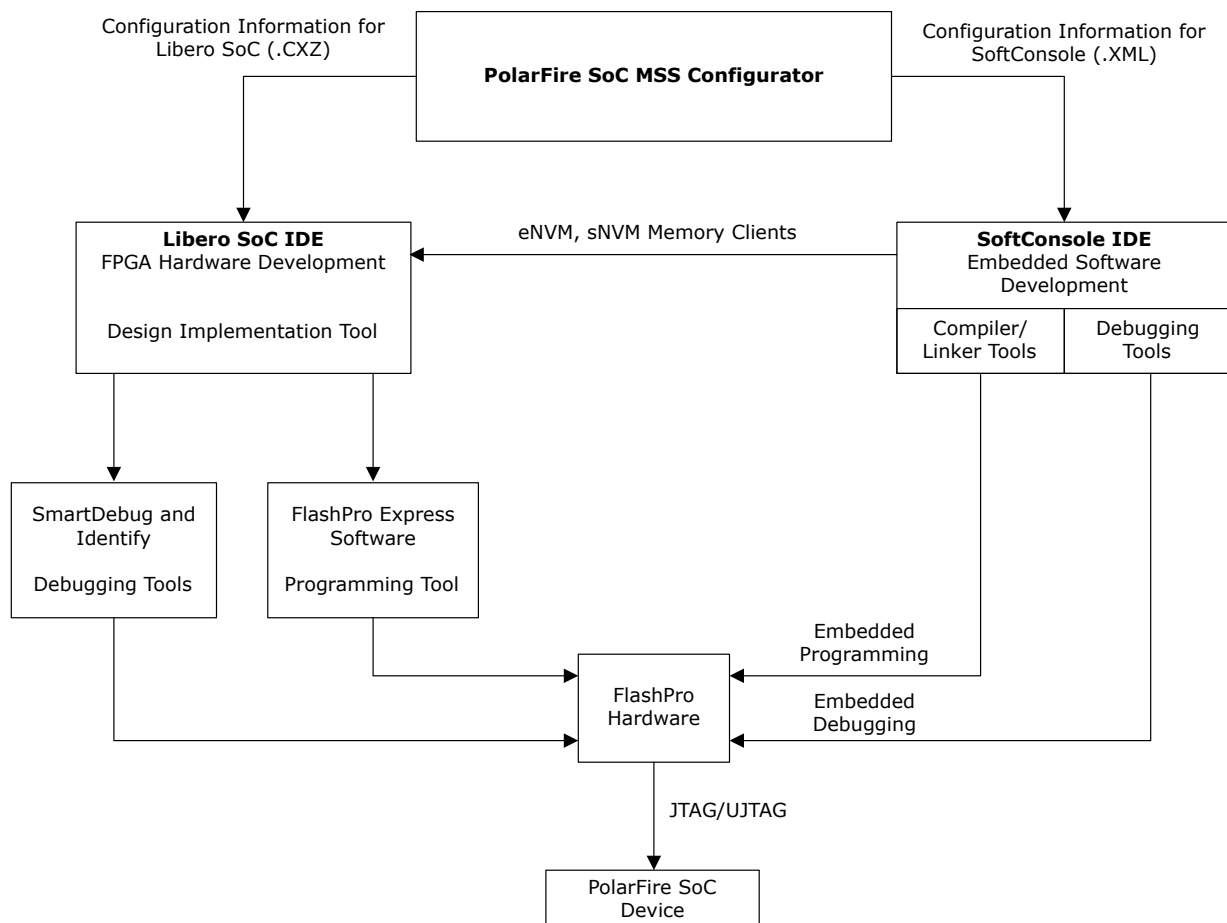 Configuration Information for
Libero SoC (.CXZ)
PolarFire SoC MSS Configurator
Configuration Information for
SoftConsole (.XML)
Libero SoC IDE
FPGA Hardware Development
Design Implementation Tool
eNVM, sNVM Memory Clients
SoftConsole IDE
Embedded Software
Development
Compiler/
Linker Tools
Debugging
Tools
SmartDebug and
Identify
Debugging Tools
FlashPro Express
Software
Programming Tool
Embedded
Programming
FlashPro
Hardware
Embedded
Debugging
JTAG/UJTAG
PolarFire SoC
Device